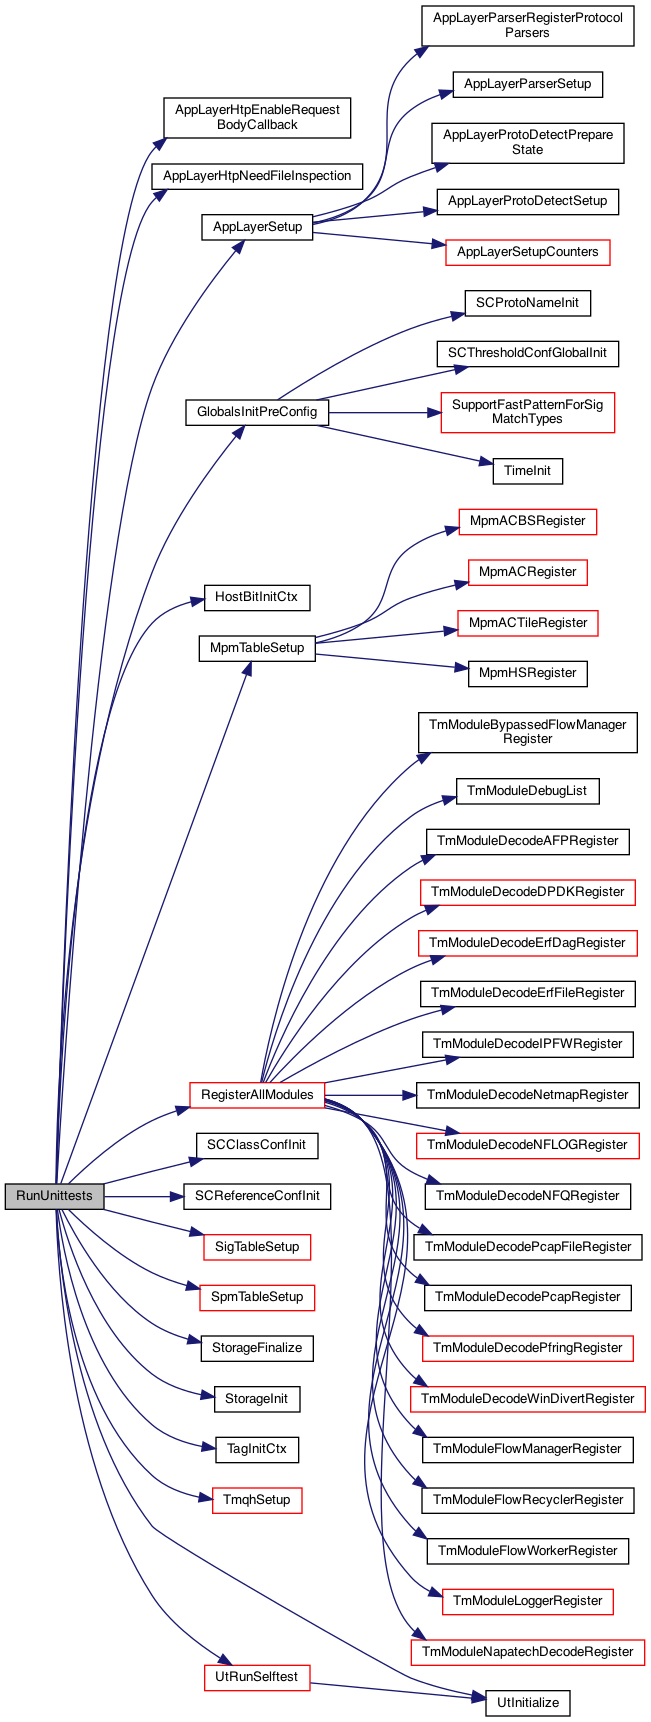 AppLayerParserRegisterProtocol
Parsers
AppLayerParserSetup
AppLayerHtpEnableRequest
BodyCallback
AppLayerProtoDetectPrepare
State
AppLayerHtpNeedFileInspection
AppLayerProtoDetectSetup
AppLayerSetup
AppLayerSetupCounters
SCProtoNameInit
SCThresholdConfGlobalInit
GlobalsInitPreConfig
SupportFastPatternForSig
MatchTypes
TimeInit
MpmACBSRegister
MpmACRegister
HostBitInitCtx
MpmACTileRegister
MpmTableSetup
MpmHSRegister
TmModuleBypassedFlowManager
Register
TmModuleDebugList
TmModuleDecodeAFPRegister
TmModuleDecodeDPDKRegister
TmModuleDecodeErfDagRegister
TmModuleDecodeErfFileRegister
TmModuleDecodeIPFWRegister
RegisterAllModules
TmModuleDecodeNetmapRegister
SCClassConfInit
TmModuleDecodeNFLOGRegister
RunUnittests
SCReferenceConfInit
TmModuleDecodeNFQRegister
SigTableSetup
TmModuleDecodePcapFileRegister
SpmTableSetup
TmModuleDecodePcapRegister
StorageFinalize
TmModuleDecodePfringRegister
StorageInit
TmModuleDecodeWinDivertRegister
TagInitCtx
TmModuleFlowManagerRegister
TmqhSetup
TmModuleFlowRecyclerRegister
TmModuleFlowWorkerRegister
TmModuleLoggerRegister
TmModuleNapatechDecodeRegister
UtRunSelftest
UtInitialize